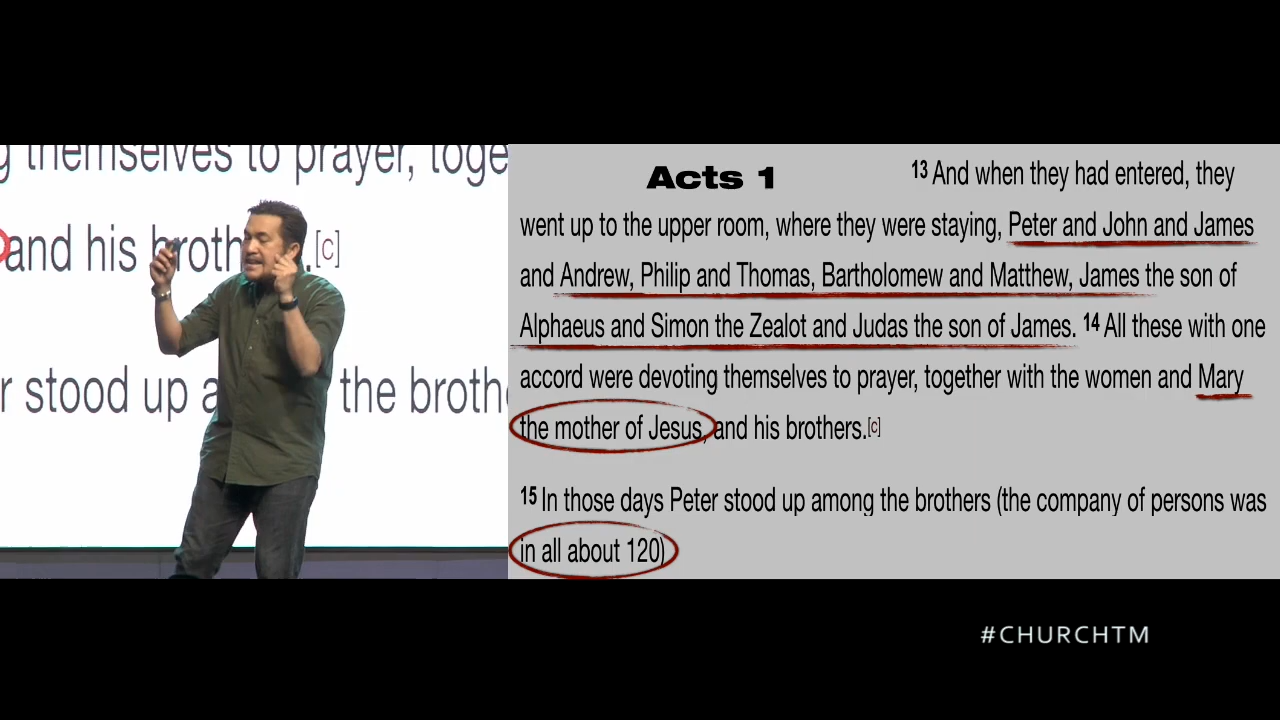 g themselves to prayer, toge
and his broth .[c]
r stood up a the brothe
Acts 1
13 And when they had entered, they
went up to the upper room, where they were staying, Peter and John and James
and Andrew, Philip and Thomas, Bartholomew and Matthew, James the son of
Alphaeus and Simon the Zealot and Judas the son of James. 14 All these with one
accord were devoting themselves to prayer, together with the women and Mary
the mother of Jesus, and his brothers.[c]
15 In those days Peter stood up among the brothers (the company of persons was
in all about 120)
#CHURCHTM